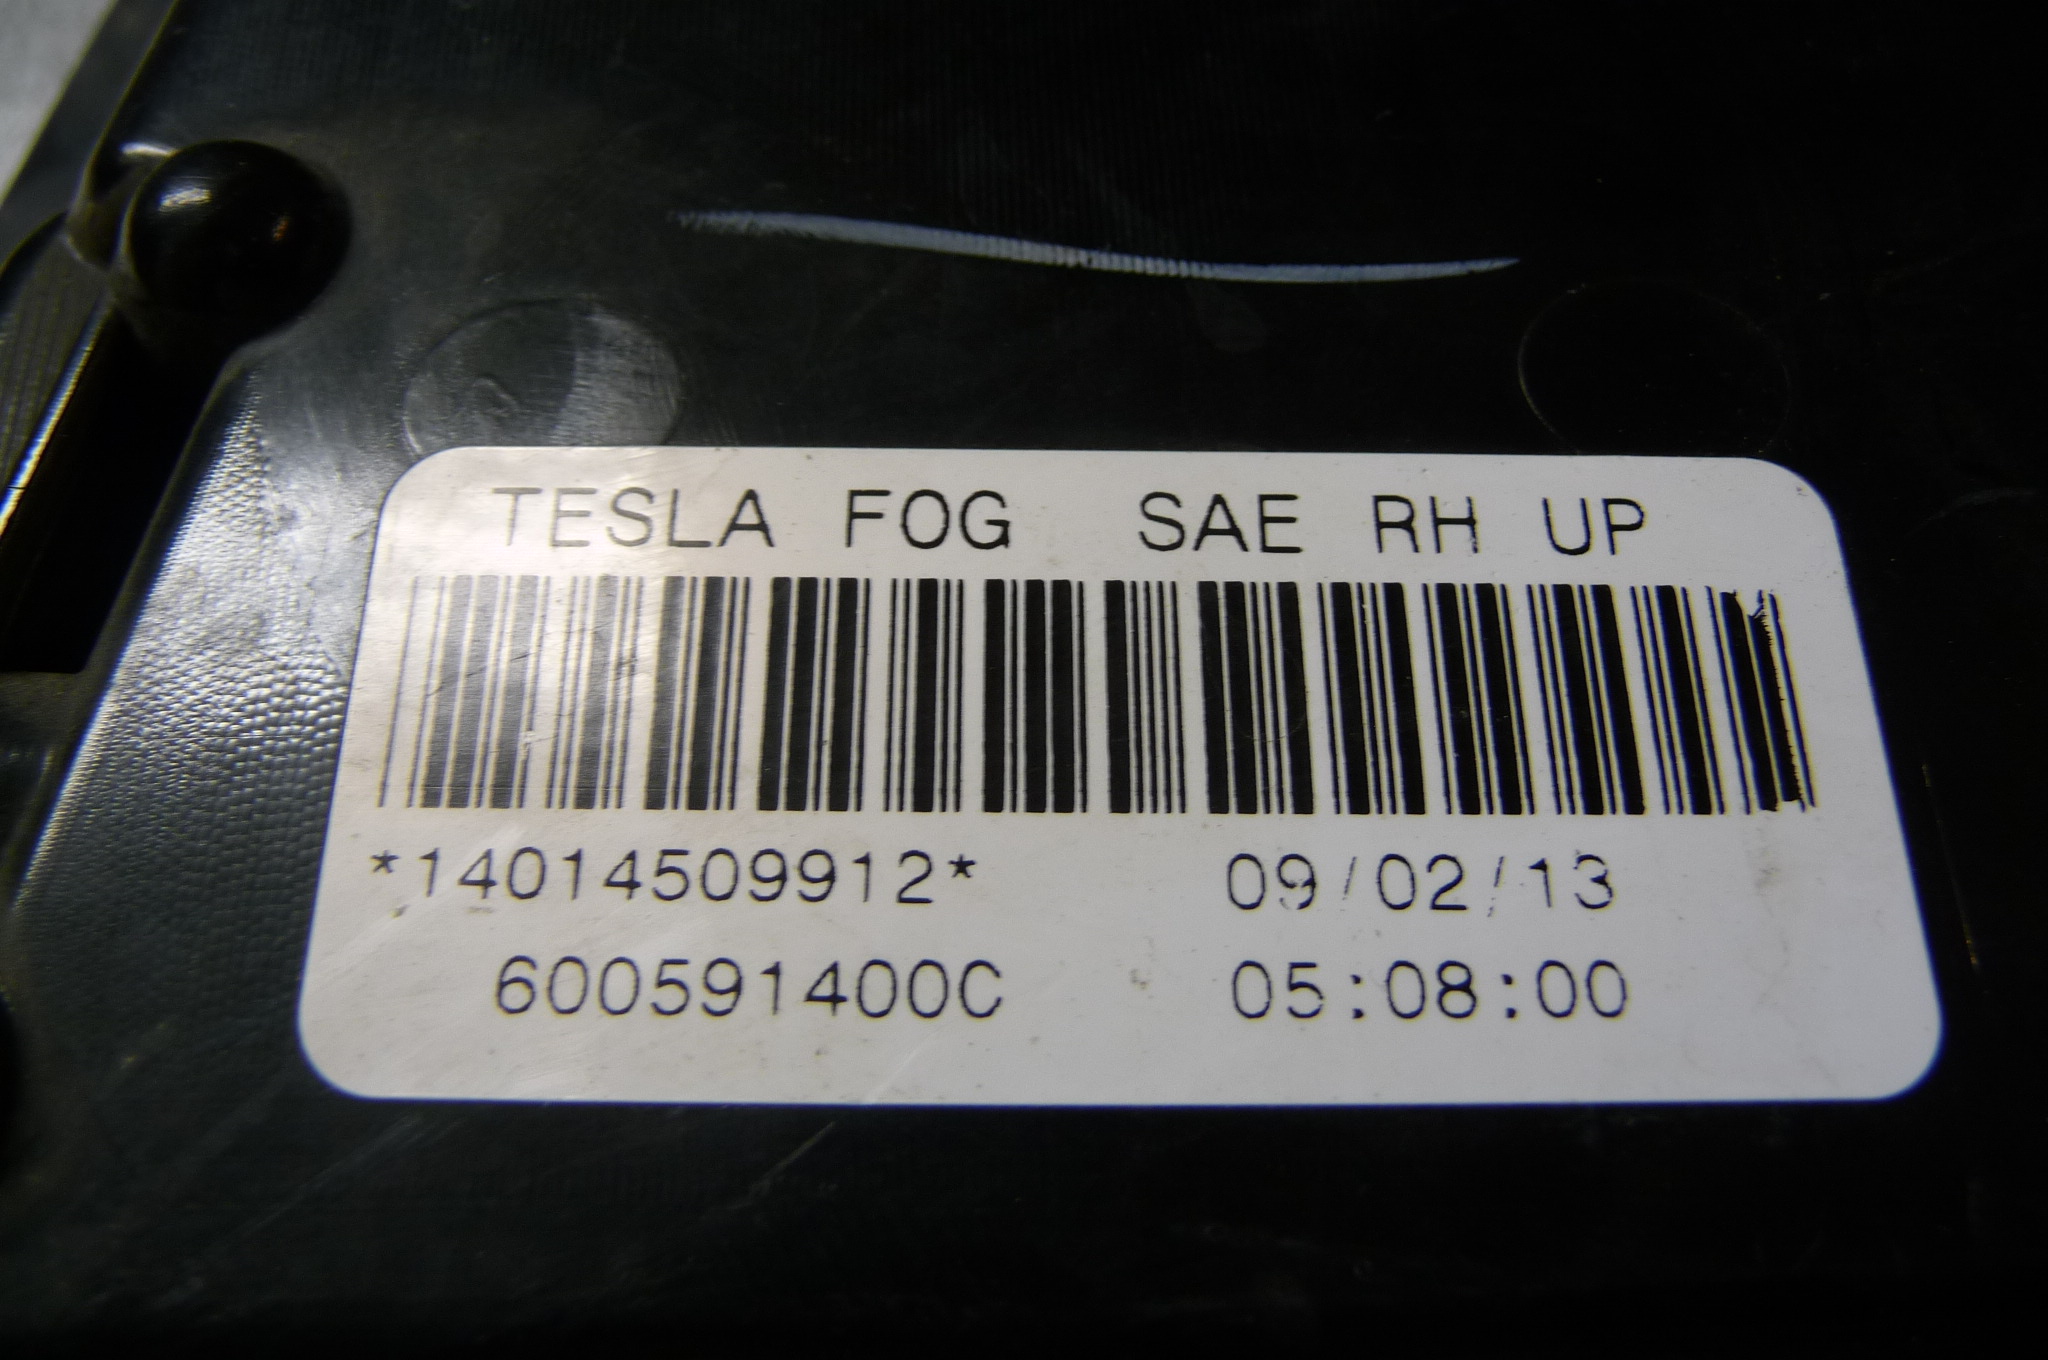 TESLA FOG SAE RH UP
*14014509912* 09/02/13
600591400C 05:08:00